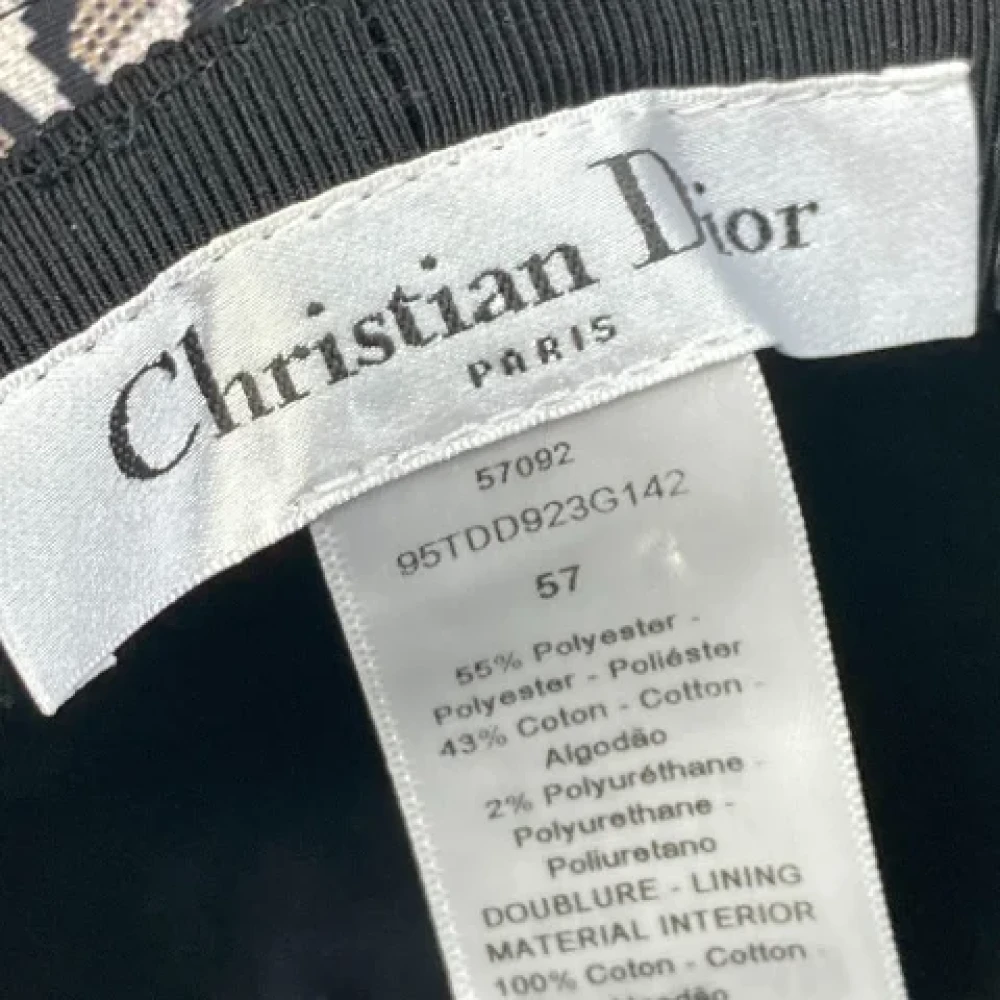 Christian Dior
PARIS
57092
95TDD923G142
57
55% Polyester -
Polyester - Poliéster
43% Coton - Cotton -
Algodão
2% Polyuréthane -
Polyurethane -
Poliuretano
DOUBLURE - LINING
MATERIAL INTERIOR
100% Coton - Cotton -
Algodão